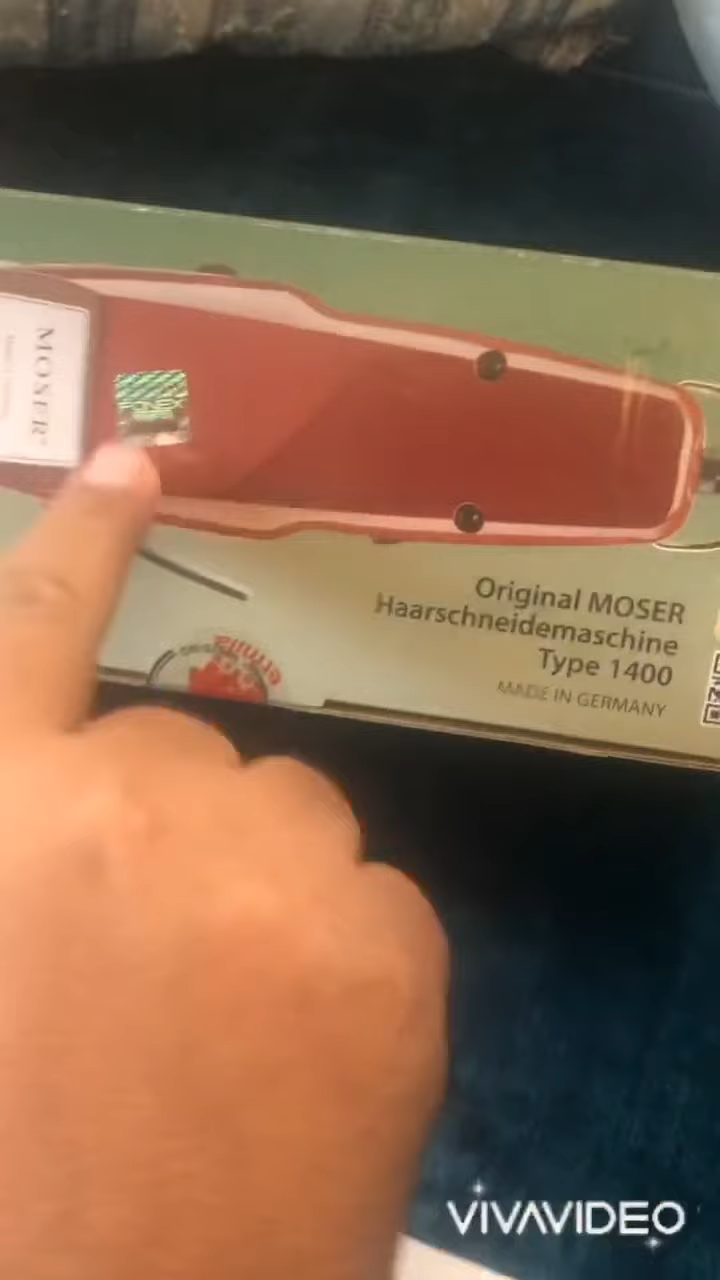 MOSER
Original MOSER
Haarschneidemaschine
Type 1400
MADE IN GERMANY
VIVAVIDEO